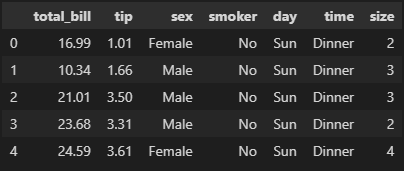 total_bill tip sex smoker day time size
0 16.99 1.01 Female No Sun Dinner 2
1 10.34 1.66 Male No Sun Dinner 3
2 21.01 3.50 Male No Sun Dinner 3
3 23.68 3.31 Male No Sun Dinner 2
4 24.59 3.61 Female No Sun Dinner 4